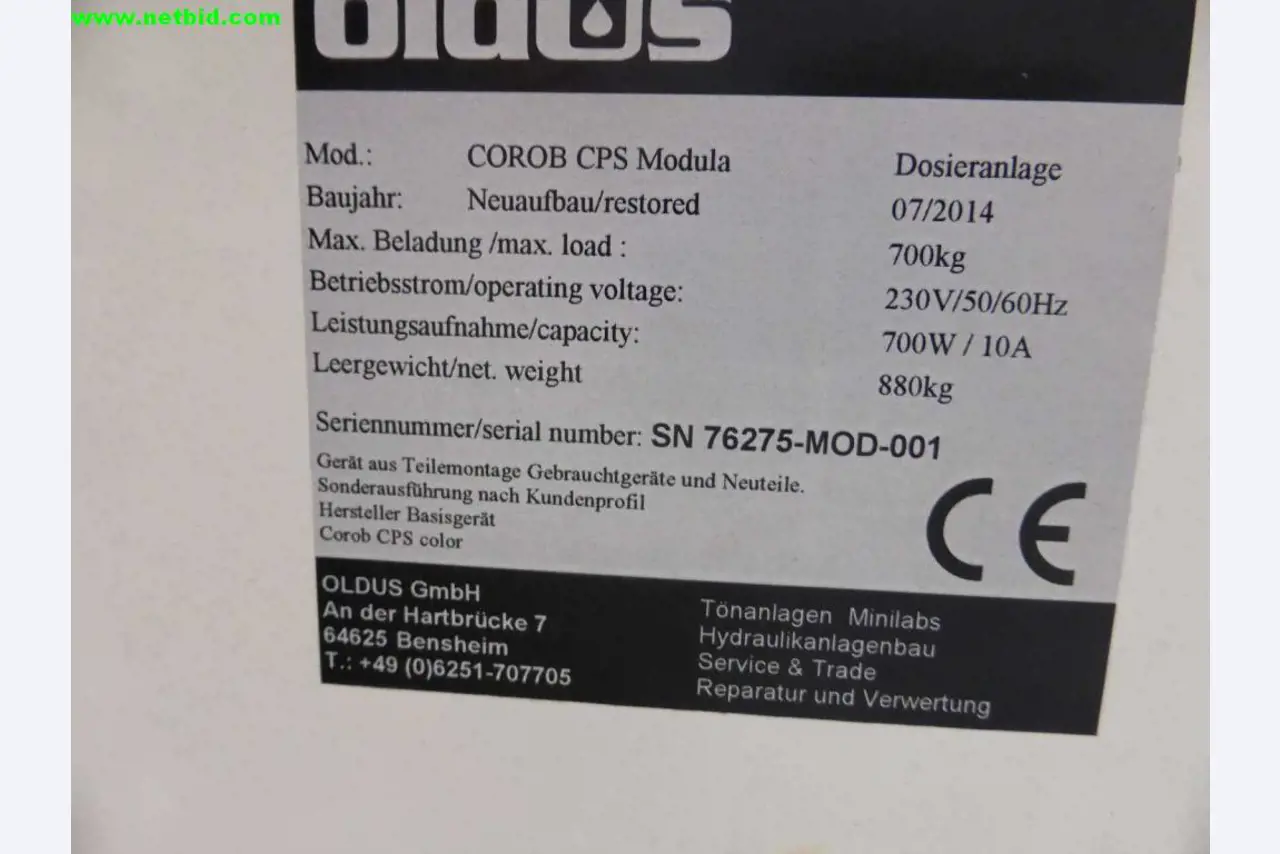 www.netbid.com
oldus
Mod.: COROB CPS Modula Dosieranlage
Baujahr: Neuaufbau/restored 07/2014
Max. Beladung /max. load : 700kg
Betriebsstrom/operating voltage: 230V/50/60Hz
Leistungsaufnahme/capacity: 700W / 10A
Leergewicht/net. weight 880kg
Seriennummer/serial number: SN 76275-MOD-001
Gerät aus Teilemontage Gebrauchtgeräte und Neuteile.
Sonderausführung nach Kundenprofil
Hersteller Basisgerät
Corob CPS color
CE
OLDUS GmbH
An der Hartbrücke 7
64625 Bensheim
T.: +49 (0)6251-707705
Tönanlagen Minilabs
Hydraulikanlagenbau
Service & Trade
Reparatur und Verwertung